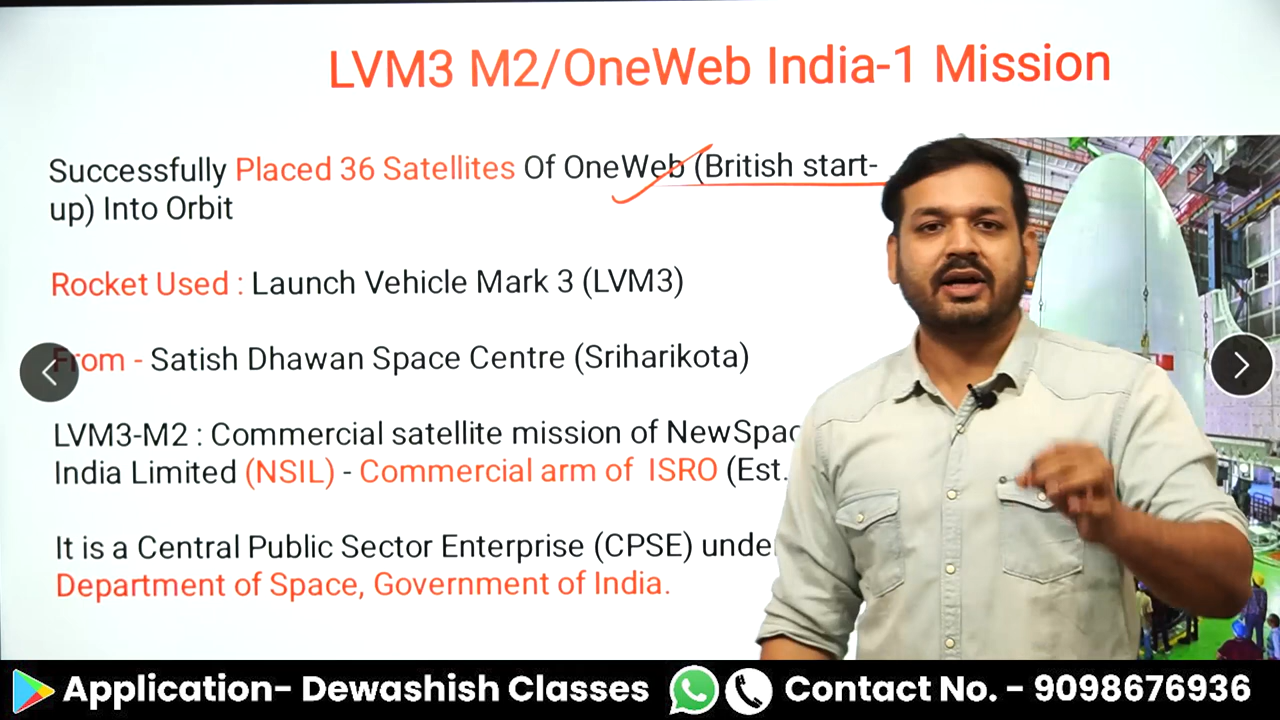 LVM3 M2/OneWeb India-1 Mission
Successfully Placed 36 Satellites Of OneWeb (British start-
up) Into Orbit
Rocket Used : Launch Vehicle Mark 3 (LVM3)
From - Satish Dhawan Space Centre (Sriharikota)
LVM3-M2 : Commercial satellite mission of
India Limited (NSIL) - Commercial arm of ISRO (Est.
It is a Central Public Sector Enterprise (CPSE)
Department of Space, Government of India.
Application- Dewashish Classes
Contact No. - 9098676936